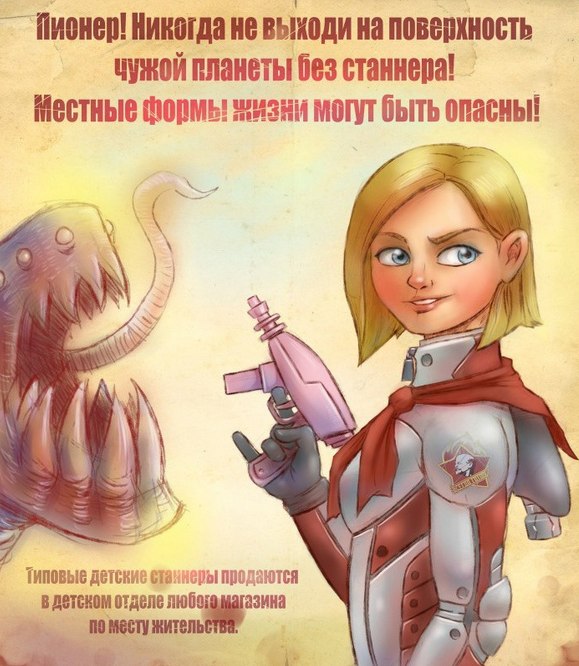 Пионер! Никогда не выходи на поверхность
чужой планеты без станнера!
Местные формы жизни могут быть опасны!
Типовые детские станнеры продаются
в детском отделе любого магазина
по месту жительства.